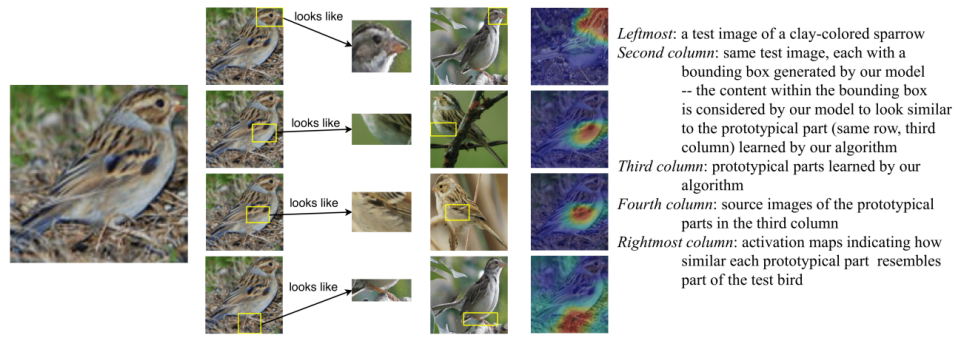 looks like
looks like
looks like
looks like
Leftmost: a test image of a clay-colored sparrow
Second column: same test image, each with a
bounding box generated by our model
-- the content within the bounding box
is considered by our model to look similar
to the prototypical part (same row, third
column) learned by our algorithm
Third column: prototypical parts learned by our
algorithm
Fourth column: source images of the prototypical
parts in the third column
Rightmost column: activation maps indicating how
similar each prototypical part resembles
part of the test bird